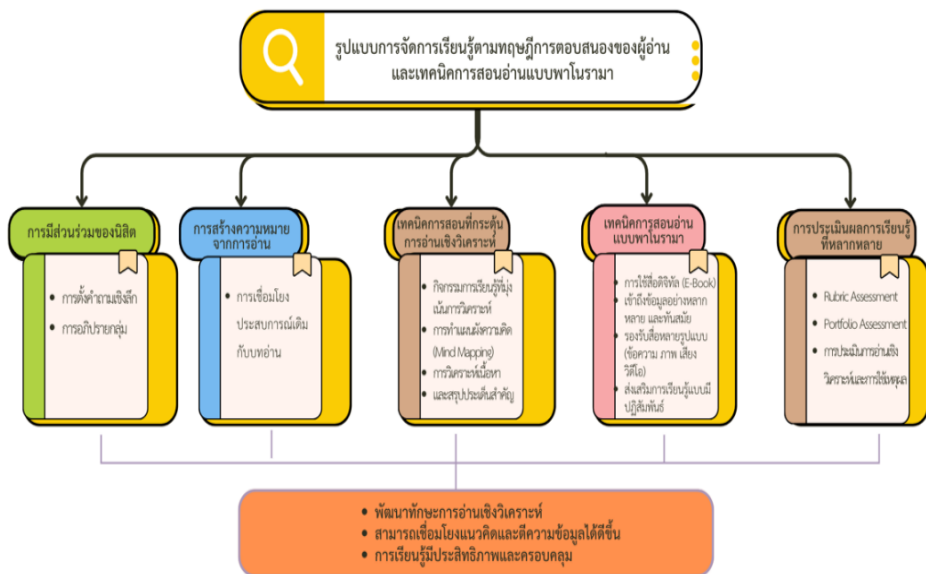 รูปแบบการจัดการเรียนรู้ตามทฤษฎีการตอบสนองของผู้อ่าน
และเทคนิคการสอนอ่านแบบพาโนรามา
การมีส่วนร่วมของนิสิต
• การตั้งคำถามเชิงลึก
• การอภิปรายกลุ่ม
การสร้างความหมาย
จากการอ่าน
• การเชื่อมโยง
ประสบการณ์เดิม
กับบทอ่าน
เทคนิคการสอนที่กระตุ้น
การอ่านเชิงวิเคราะห์
• กิจกรรมการเรียนรู้ที่มุ่ง
เน้นการวิเคราะห์
• การทำแผนผังความคิด
(Mind Mapping)
• การวิเคราะห์เนื้อหา
• และสรุปประเด็นสำคัญ
เทคนิคการสอนอ่าน
แบบพาโนรามา
• การใช้สื่อดิจิทัล (E-Book)
• เข้าถึงข้อมูลอย่างหลาก
หลาย และทันสมัย
• รองรับสื่อหลายรูปแบบ
(ข้อความ ภาพ เสียง
วิดีโอ)
• ส่งเสริมการเรียนรู้แบบมี
ปฏิสัมพันธ์
การประเมินผลการเรียนรู้
ที่หลากหลาย
• Rubric Assessment
• Portfolio Assessment
• การประเมินการอ่านเชิง
วิเคราะห์และการใช้เหตุผล
• พัฒนาทักษะการอ่านเชิงวิเคราะห์
• สามารถเชื่อมโยงแนวคิดและตีความข้อมูลได้ดีขึ้น
• การเรียนรู้มีประสิทธิภาพและครอบคลุม